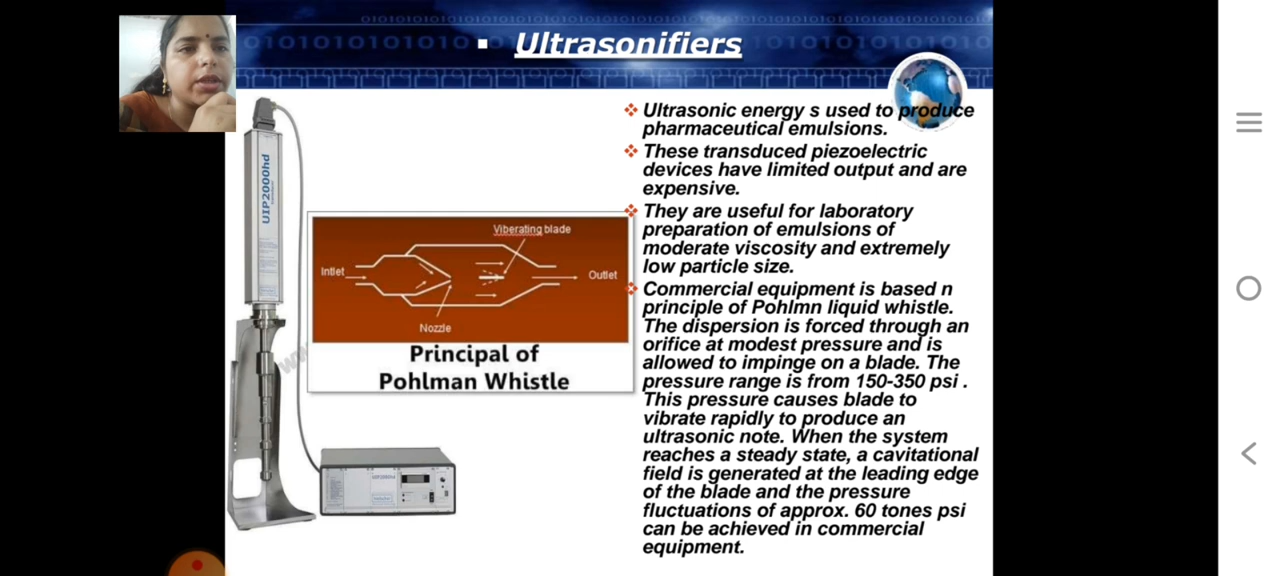 01010101010101010
▪ Ultrasonifiers
❖ Ultrasonic energy s used to produce
pharmaceutical emulsions.
❖ These transduced piezoelectric
devices have limited output and are
expensive.
❖ They are useful for laboratory
preparation of emulsions of
moderate viscosity and extremely
low particle size.
❖ Commercial equipment is based n
principle of Pohlmn liquid whistle.
The dispersion is forced through an
orifice at modest pressure and is
allowed to impinge on a blade. The
pressure range is from 150-350 psi .
This pressure causes blade to
vibrate rapidly to produce an
ultrasonic note. When the system
reaches a steady state, a cavitational
field is generated at the leading edge
of the blade and the pressure
fluctuations of approx. 60 tones psi
can be achieved in commercial
equipment.
UIP2000hd
Viberating blade
Intlet
Outlet
Nozzle
Principal of
Pohlman Whistle